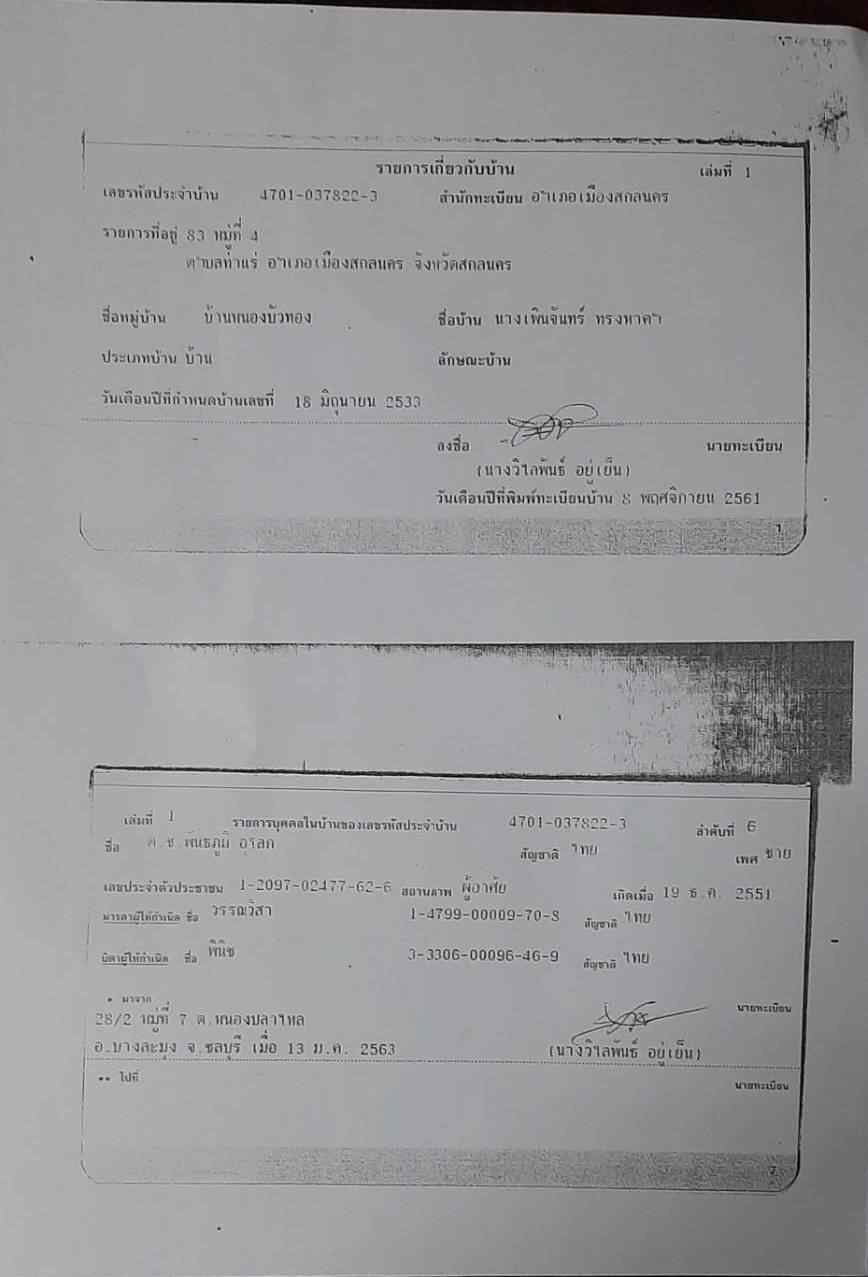 รายการเกี่ยวกับบ้าน เล่มที่ 1
เลขรหัสประจำบ้าน 4701-037822-3 สำนักทะเบียน อำเภอเมืองสกลนคร
รายการที่อยู่ 83 หมู่ที่ 4
ตำบลท่าแร่ อำเภอเมืองสกลนคร จังหวัดสกลนคร
ชื่อหมู่บ้าน บ้านหนองบัวทอง ชื่อบ้าน นางเพินจันทร์ ทรงหาคำ
ประเภทบ้าน บ้าน ลักษณะบ้าน
วันเดือนปีที่กำหนดบ้านเลขที่ 18 มิถุนายน 2533
ลงชื่อ นายทะเบียน
(นางวิไลพันธ์ อยู่เย็น)
วันเดือนปีที่พิมพ์ทะเบียนบ้าน 8 พฤศจิกายน 2561
1
เล่มที่ 1 รายการบุคคลในบ้านของเลขรหัสประจำบ้าน 4701-037822-3 ลำดับที่ 6
ชื่อ ด.ช.พันธภูมิ อุไลก สัญชาติ ไทย เพศ ชาย
เลขประจำตัวประชาชน 1-2097-02477-62-6 สถานภาพ ผู้อาศัย เกิดเมื่อ 19 ธ.ค. 2551
มารดาผู้ให้กำเนิด ชื่อ วรรณวิสา 1-4799-00009-70-8 สัญชาติ ไทย
บิดาผู้ให้กำเนิด ชื่อ พินิช 3-3306-00096-46-9 สัญชาติ ไทย
* มาจาก นายทะเบียน
28/2 หมู่ที่ 7 ต.หนองปลาไหล
อ.บางละมุง จ.ชลบุรี เมื่อ 13 ม.ค. 2563 (นางวิไลพันธ์ อยู่เย็น)
** ไปที่ นายทะเบียน
2